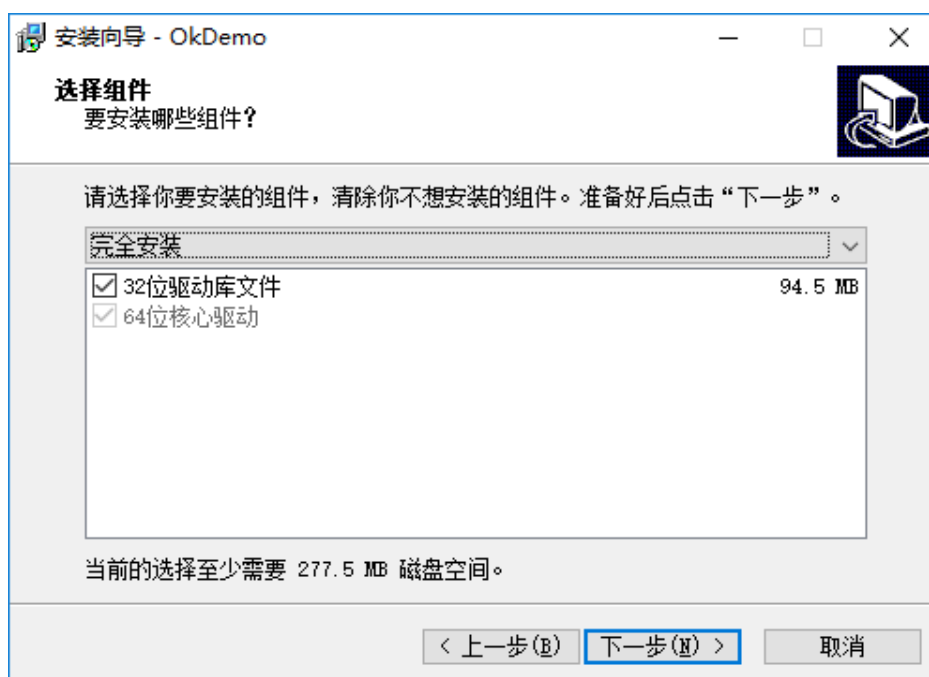 安装向导 - OkDemo
选择组件
要安装哪些组件?
请选择你要安装的组件，清除你不想安装的组件。准备好后点击“下一步”。
完全安装
32位驱动库文件 94.5 MB
64位核心驱动
当前的选择至少需要 277.5 MB 磁盘空间。
< 上一步(B) 下一步(N) > 取消